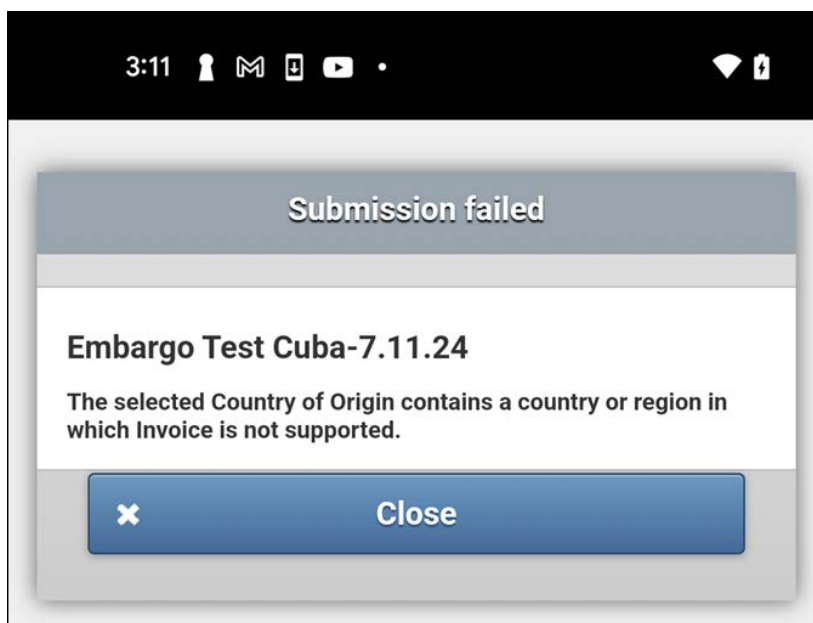 3:11
Submission failed
Embargo Test Cuba-7.11.24
The selected Country of Origin contains a country or region in
which Invoice is not supported.
Close